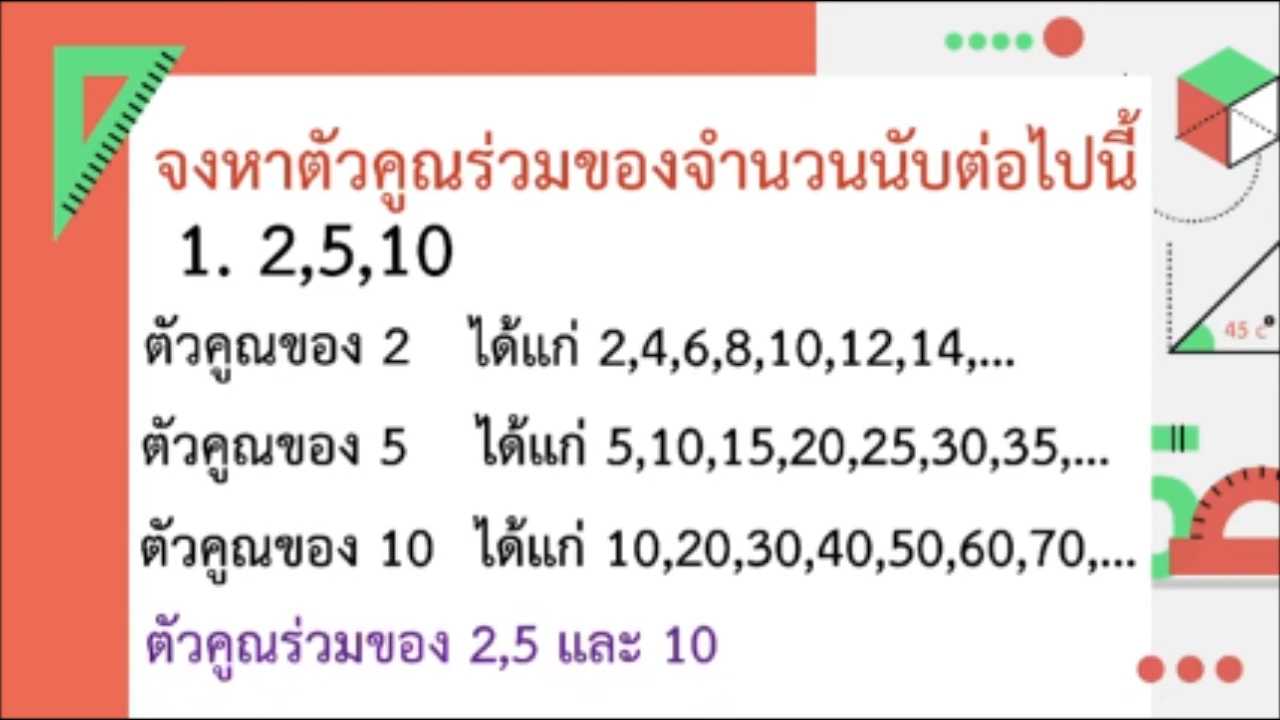 จงหาตัวคูณร่วมของจำนวนนับต่อไปนี้
1. 2,5,10
ตัวคูณของ 2 ได้แก่ 2,4,6,8,10,12,14,...
ตัวคูณของ 5 ได้แก่ 5,10,15,20,25,30,35,...
ตัวคูณของ 10 ได้แก่ 10,20,30,40,50,60,70,...
ตัวคูณร่วมของ 2,5 และ 10
45